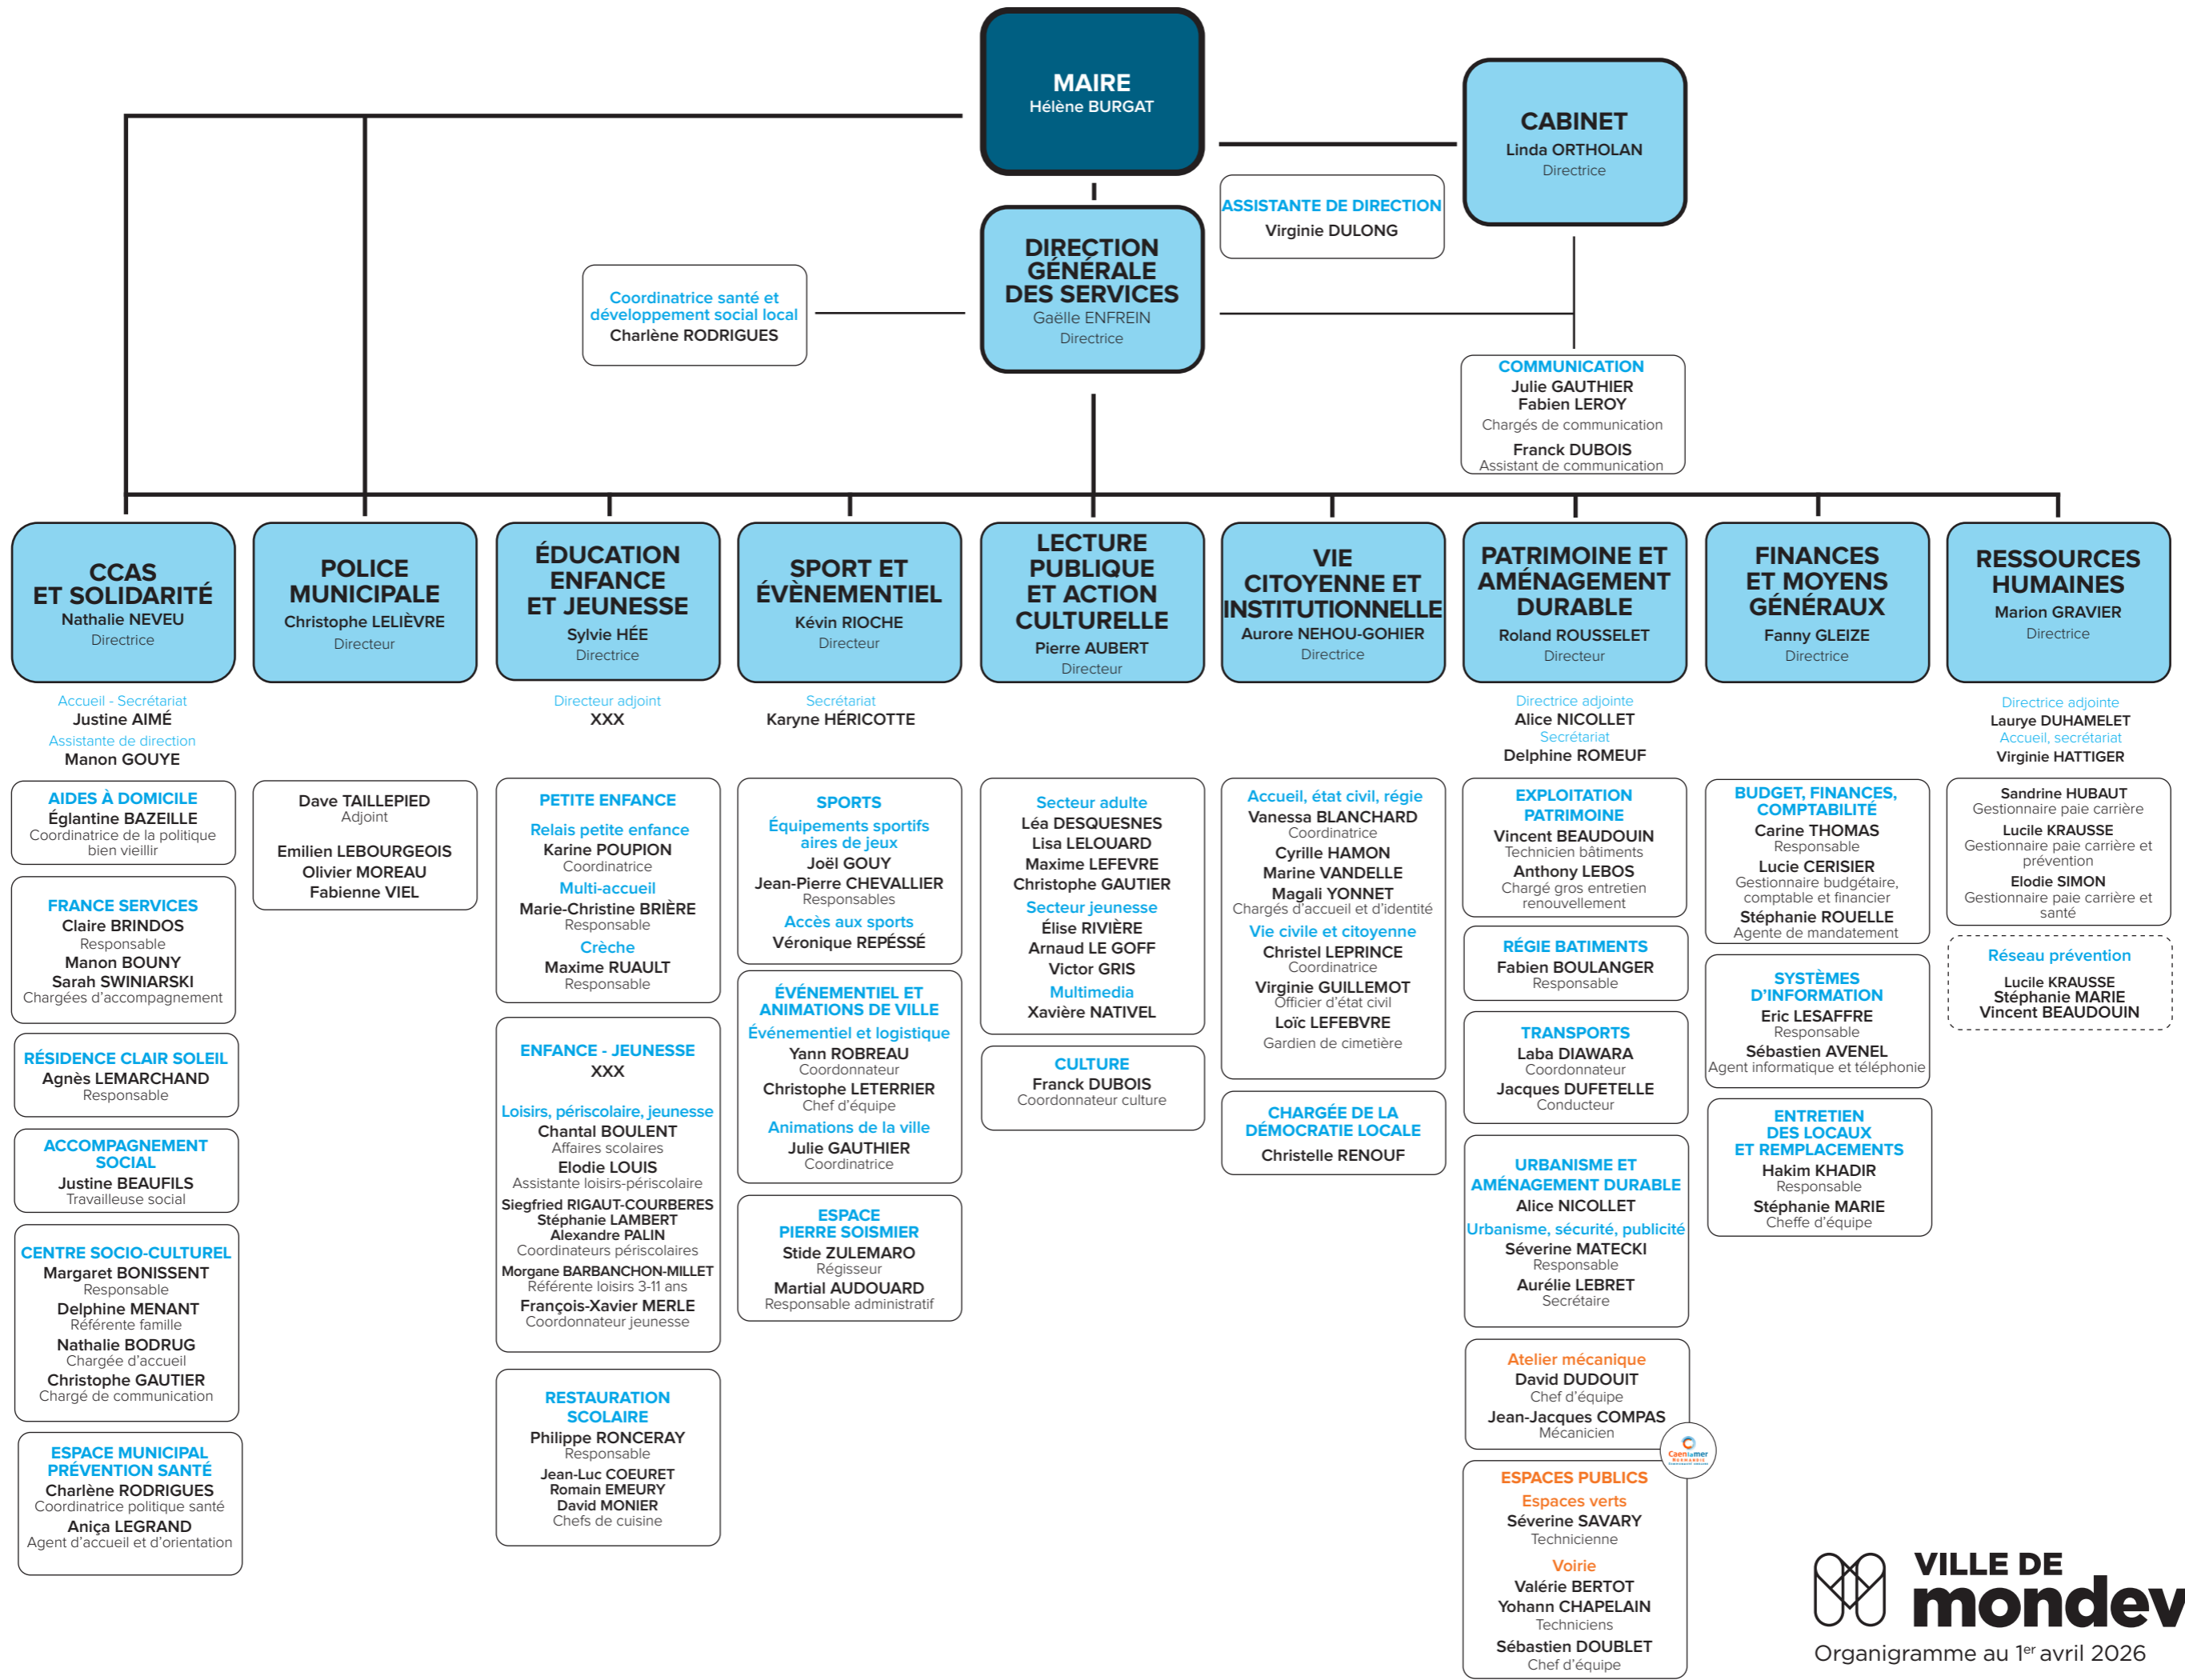 MAIRE
Hélène BURGAT
CABINET
Linda ORTHOLAN
Directrice
ASSISTANTE DE DIRECTION
Virginie DULONG
DIRECTION
GÉNÉRALE
DES SERVICES
Gaëlle ENFREIN
Directrice
Coordinatrice santé et
développement social local
Charlène RODRIGUES
COMMUNICATION
Julie GAUTHIER
Fabien LEROY
Chargés de communication
Franck DUBOIS
Assistant de communication
CCAS
ET SOLIDARITÉ
Nathalie NEVEU
Directrice
Accueil - Secrétariat
Justine AIMÉ
Assistante de direction
Manon GOUYE
AIDES À DOMICILE
Églantine BAZEILLE
Coordinatrice de la politique
bien vieillir
FRANCE SERVICES
Claire BRINDOS
Responsable
Manon BOUNY
Sarah SWINIARSKI
Chargées d'accompagnement
RÉSIDENCE CLAIR SOLEIL
Agnès LEMARCHAND
Responsable
ACCOMPAGNEMENT
SOCIAL
Justine BEAUFILS
Travailleuse social
CENTRE SOCIO-CULTUREL
Margaret BONISSENT
Responsable
Delphine MENANT
Référente famille
Nathalie BODRUG
Chargée d'accueil
Christophe GAUTIER
Chargé de communication
ESPACE MUNICIPAL
PRÉVENTION SANTÉ
Charlène RODRIGUES
Coordinatrice politique santé
Aniça LEGRAND
Agent d'accueil et d'orientation
POLICE
MUNICIPALE
Christophe LELIÈVRE
Directeur
Dave TAILLEPIED
Adjoint
Emilien LEBOURGEOIS
Olivier MOREAU
Fabienne VIEL
ÉDUCATION
ENFANCE
ET JEUNESSE
Sylvie HÉE
Directrice
Directeur adjoint
XXX
PETITE ENFANCE
Relais petite enfance
Karine POUPION
Coordinatrice
Multi-accueil
Marie-Christine BRIÈRE
Responsable
Crèche
Maxime RUAULT
Responsable
ENFANCE - JEUNESSE
XXX
Loisirs, périscolaire, jeunesse
Chantal BOULENT
Affaires scolaires
Elodie LOUIS
Assistante loisirs-périscolaire
Siegfried RIGAUT-COURBERES
Stéphanie LAMBERT
Alexandre PALIN
Coordinateurs périscolaires
Morgane BARBANCHON-MILLET
Référente loisirs 3-11 ans
François-Xavier MERLE
Coordonnateur jeunesse
RESTAURATION
SCOLAIRE
Philippe RONCERAY
Responsable
Jean-Luc COEURET
Romain EMEURY
David MONIER
Chefs de cuisine
SPORT ET
ÉVÈNEMENTIEL
Kévin RIOCHE
Directeur
Secrétariat
Karyne HÉRICOTTE
SPORTS
Équipements sportifs
aires de jeux
Joël GOUY
Jean-Pierre CHEVALLIER
Responsables
Accès aux sports
Véronique REPÉSSÉ
ÉVÉNEMENTIEL ET
ANIMATIONS DE VILLE
Événementiel et logistique
Yann ROBREAU
Coordonnateur
Christophe LETERRIER
Chef d'équipe
Animations de la ville
Julie GAUTHIER
Coordinatrice
ESPACE
PIERRE SOISMIER
Stide ZULEMARO
Régisseur
Martial AUDOUARD
Responsable administratif
LECTURE
PUBLIQUE
ET ACTION
CULTURELLE
Pierre AUBERT
Directeur
Secteur adulte
Léa DESQUESNES
Lisa LELOUARD
Maxime LEFEVRE
Christophe GAUTIER
Secteur jeunesse
Élise RIVIÈRE
Arnaud LE GOFF
Victor GRIS
Multimedia
Xavière NATIVEL
CULTURE
Franck DUBOIS
Coordonnateur culture
VIE
CITOYENNE ET
INSTITUTIONNELLE
Aurore NEHOU-GOHIER
Directrice
Accueil, état civil, régie
Vanessa BLANCHARD
Coordinatrice
Cyrille HAMON
Marine VANDELLE
Magali YONNET
Chargés d'accueil et d'identité
Vie civile et citoyenne
Christel LEPRINCE
Coordinatrice
Virginie GUILLEMOT
Officier d'état civil
Loïc LEFEBVRE
Gardien de cimetière
CHARGÉE DE LA
DÉMOCRATIE LOCALE
Christelle RENOUF
PATRIMOINE ET
AMÉNAGEMENT
DURABLE
Roland ROUSSELET
Directeur
Directrice adjointe
Alice NICOLLET
Secrétariat
Delphine ROMEUF
EXPLOITATION
PATRIMOINE
Vincent BEAUDOUIN
Technicien bâtiments
Anthony LEBOS
Chargé gros entretien
renouvellement
RÉGIE BATIMENTS
Fabien BOULANGER
Responsable
TRANSPORTS
Laba DIAWARA
Coordonnateur
Jacques DUFETELLE
Conducteur
URBANISME ET
AMÉNAGEMENT DURABLE
Alice NICOLLET
Urbanisme, sécurité, publicité
Séverine MATECKI
Responsable
Aurélie LEBRET
Secrétaire
Atelier mécanique
David DUDOUIT
Chef d'équipe
Jean-Jacques COMPAS
Mécanicien
Caen la mer
NORMANDIE
ESPACES PUBLICS
Espaces verts
Séverine SAVARY
Technicienne
Voirie
Valérie BERTOT
Yohann CHAPELAIN
Techniciens
Sébastien DOUBLET
Chef d'équipe
FINANCES
ET MOYENS
GÉNÉRAUX
Fanny GLEIZE
Directrice
BUDGET, FINANCES,
COMPTABILITÉ
Carine THOMAS
Responsable
Lucie CERISIER
Gestionnaire budgétaire,
comptable et financier
Stéphanie ROUELLE
Agente de mandatement
SYSTÈMES
D'INFORMATION
Eric LESAFFRE
Responsable
Sébastien AVENEL
Agent informatique et téléphonie
ENTRETIEN
DES LOCAUX
ET REMPLACEMENTS
Hakim KHADIR
Responsable
Stéphanie MARIE
Cheffe d'équipe
RESSOURCES
HUMAINES
Marion GRAVIER
Directrice
Directrice adjointe
Laurye DUHAMELET
Accueil, secrétariat
Virginie HATTIGER
Sandrine HUBAUT
Gestionnaire paie carrière
Lucile KRAUSSE
Gestionnaire paie carrière et
prévention
Elodie SIMON
Gestionnaire paie carrière et
santé
Réseau prévention
Lucile KRAUSSE
Stéphanie MARIE
Vincent BEAUDOUIN
VILLE DE
mondev
Organigramme au 1er avril 2026